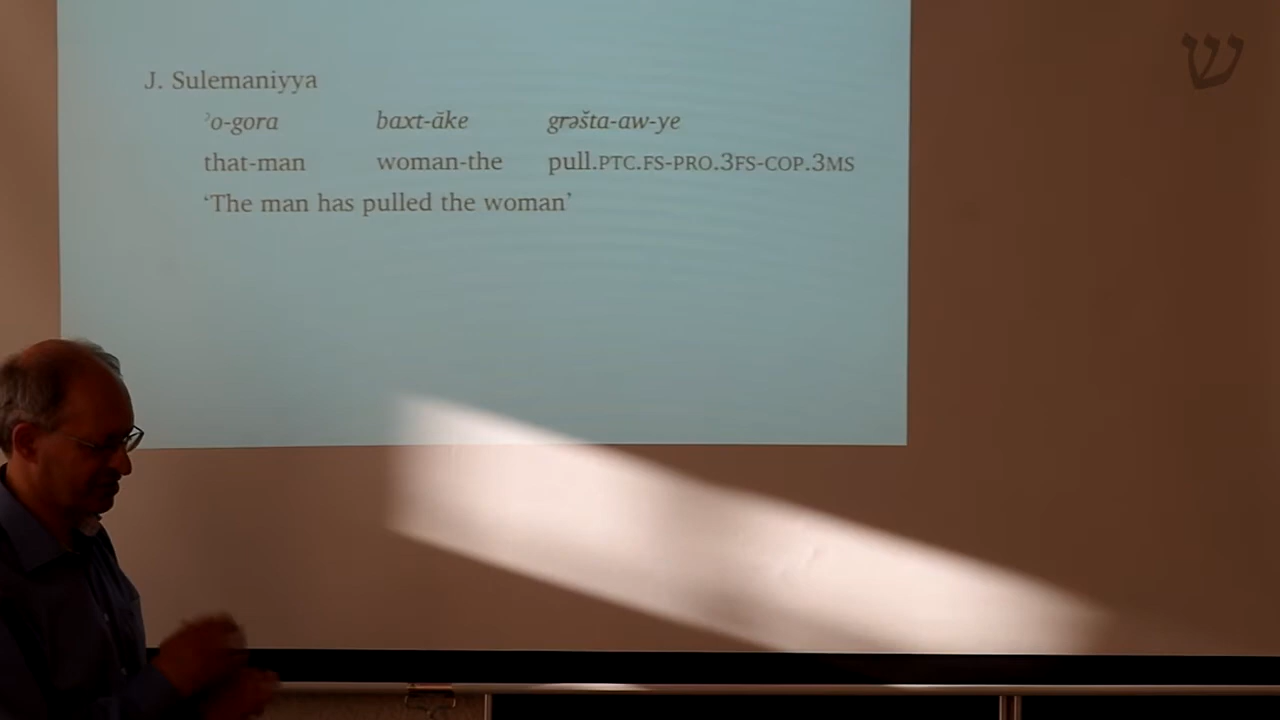 ש
J. Sulemaniyya
ʾo-gora baxt-ăke grəšta-aw-ye
that-man woman-the pull.PTC.FS-PRO.3FS-COP.3MS
‘The man has pulled the woman’